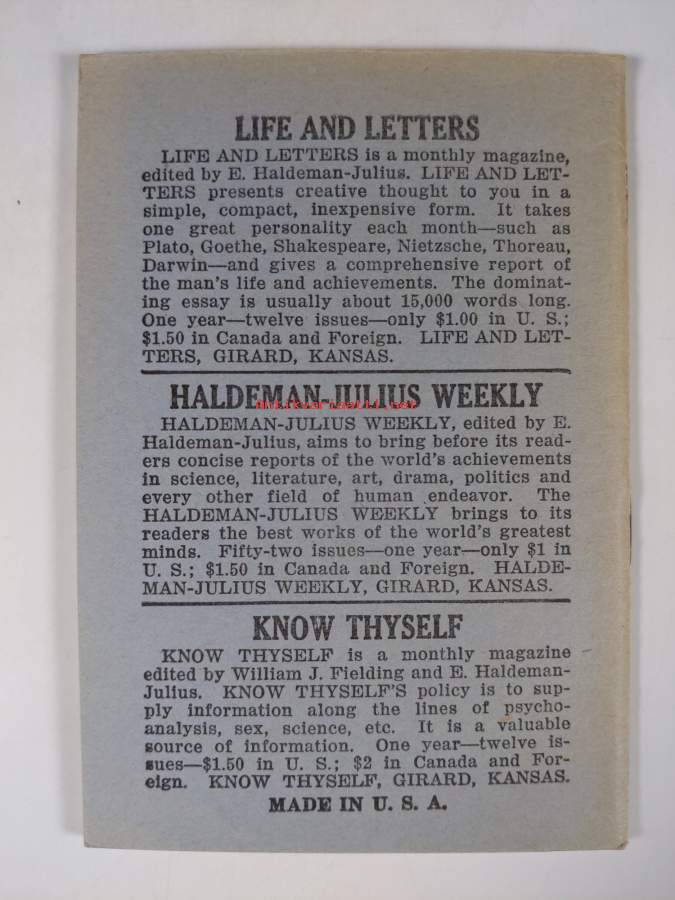 LIFE AND LETTERS
LIFE AND LETTERS is a monthly magazine,
edited by E. Haldeman-Julius. LIFE AND LET-
TERS presents creative thought to you in a
simple, compact, inexpensive form. It takes
one great personality each month—such as
Plato, Goethe, Shakespeare, Nietzsche, Thoreau,
Darwin—and gives a comprehensive report of
the man's life and achievements. The dominat-
ing essay is usually about 15,000 words long.
One year—twelve issues—only $1.00 in U. S.;
$1.50 in Canada and Foreign. LIFE AND LET-
TERS, GIRARD, KANSAS.
HALDEMAN-JULIUS WEEKLY
Antikvariaatti.net
HALDEMAN-JULIUS WEEKLY, edited by E.
Haldeman-Julius, aims to bring before its read-
ers concise reports of the world's achievements
in science, literature, art, drama, politics and
every other field of human endeavor. The
HALDEMAN-JULIUS WEEKLY brings to its
readers the best works of the world's greatest
minds. Fifty-two issues—one year—only $1 in
U. S.; $1.50 in Canada and Foreign. HALDE-
MAN-JULIUS WEEKLY, GIRARD, KANSAS.
KNOW THYSELF
KNOW THYSELF is a monthly magazine
edited by William J. Fielding and E. Haldeman-
Julius. KNOW THYSELF'S policy is to sup-
ply information along the lines of psycho-
analysis, sex, science, etc. It is a valuable
source of information. One year—twelve is-
sues—$1.50 in U. S.; $2 in Canada and For-
eign. KNOW THYSELF, GIRARD, KANSAS.
MADE IN U. S. A.